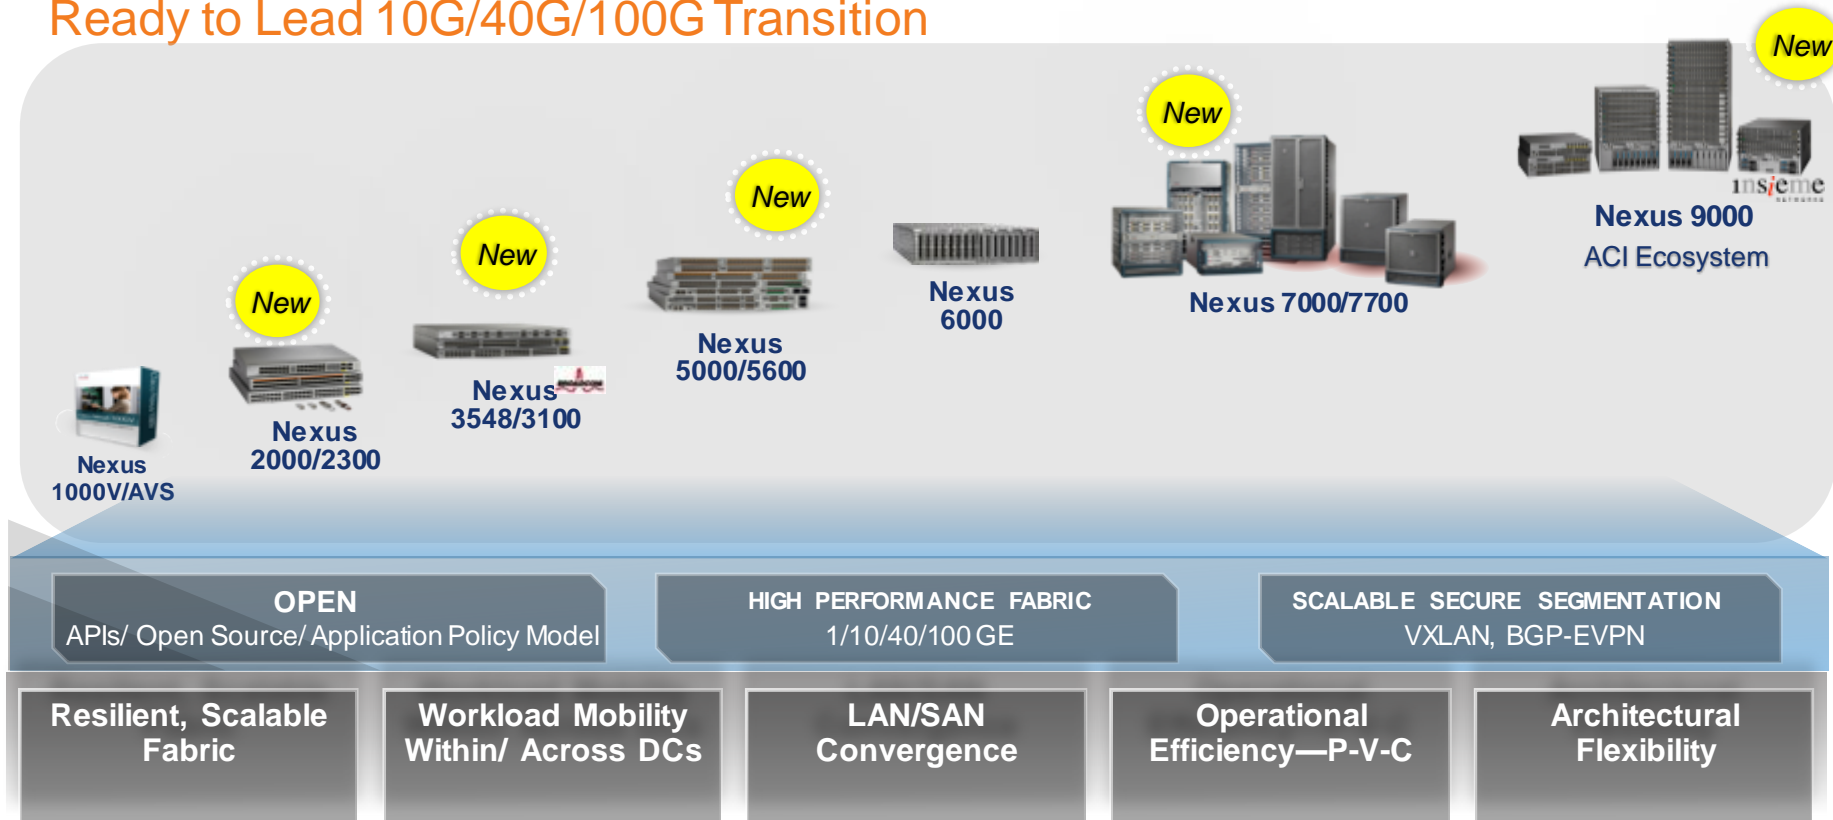 Ready to Lead 10G/40G/100G Transition
New
New
New
New
New
insieme
Nexus 9000
ACI Ecosystem
Nexus 7000/7700
Nexus
6000
Nexus
5000/5600
Nexus
3548/3100
Nexus
2000/2300
Nexus
1000V/AVS
OPEN
APIs/ Open Source/ Application Policy Model
HIGH PERFORMANCE FABRIC
1/10/40/100 GE
SCALABLE SECURE SEGMENTATION
VXLAN, BGP-EVPN
Resilient, Scalable
Fabric
Workload Mobility
Within/ Across DCs
LAN/SAN
Convergence
Operational
Efficiency—P-V-C
Architectural
Flexibility